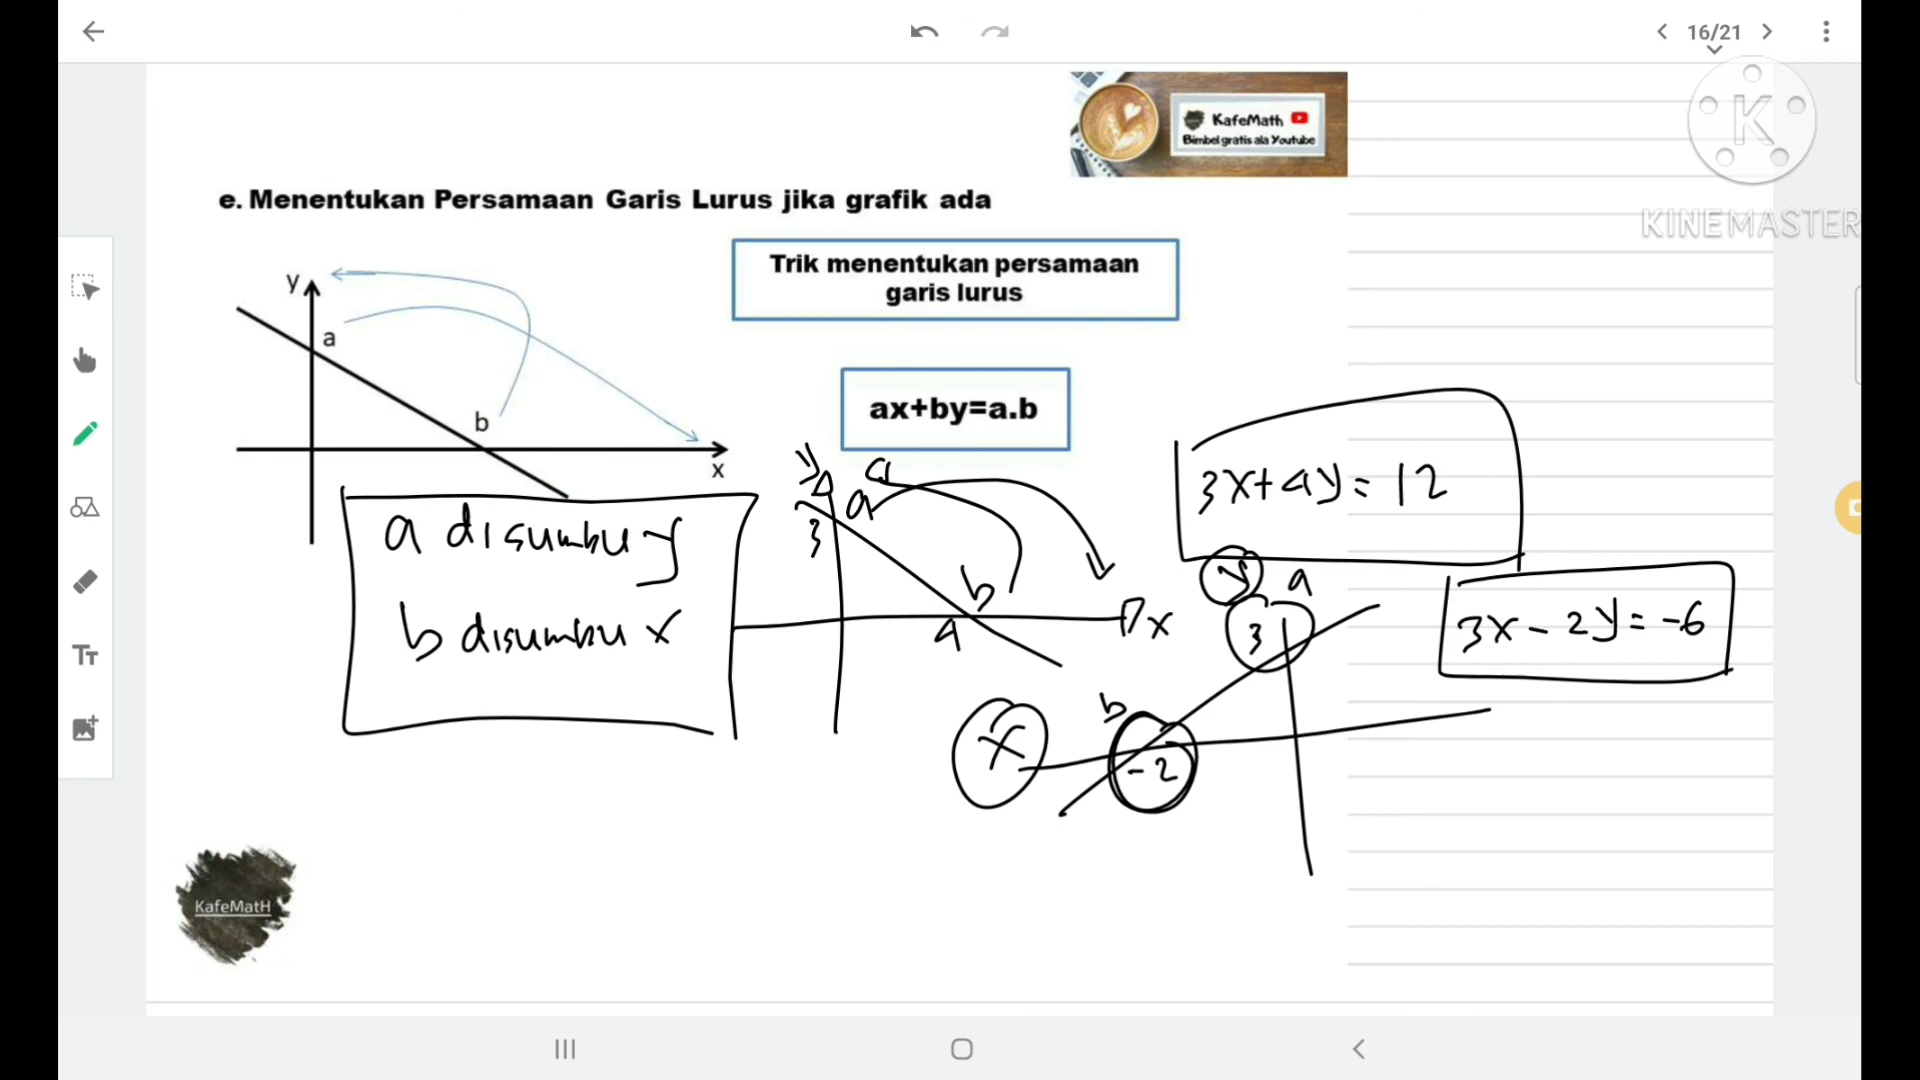 16/21
KafeMath
Bimbel gratis ala Youtube
K
KINEMASTER
e. Menentukan Persamaan Garis Lurus jika grafik ada
Trik menentukan persamaan
garis lurus
y
a
b
x
ax+by=a.b
a disumbu y
b disumbu x
y
a
a
3
b
4
x
3x+4y=12
y
a
3
b
-2
x
3x-2y=-6
KafeMatH
Tт